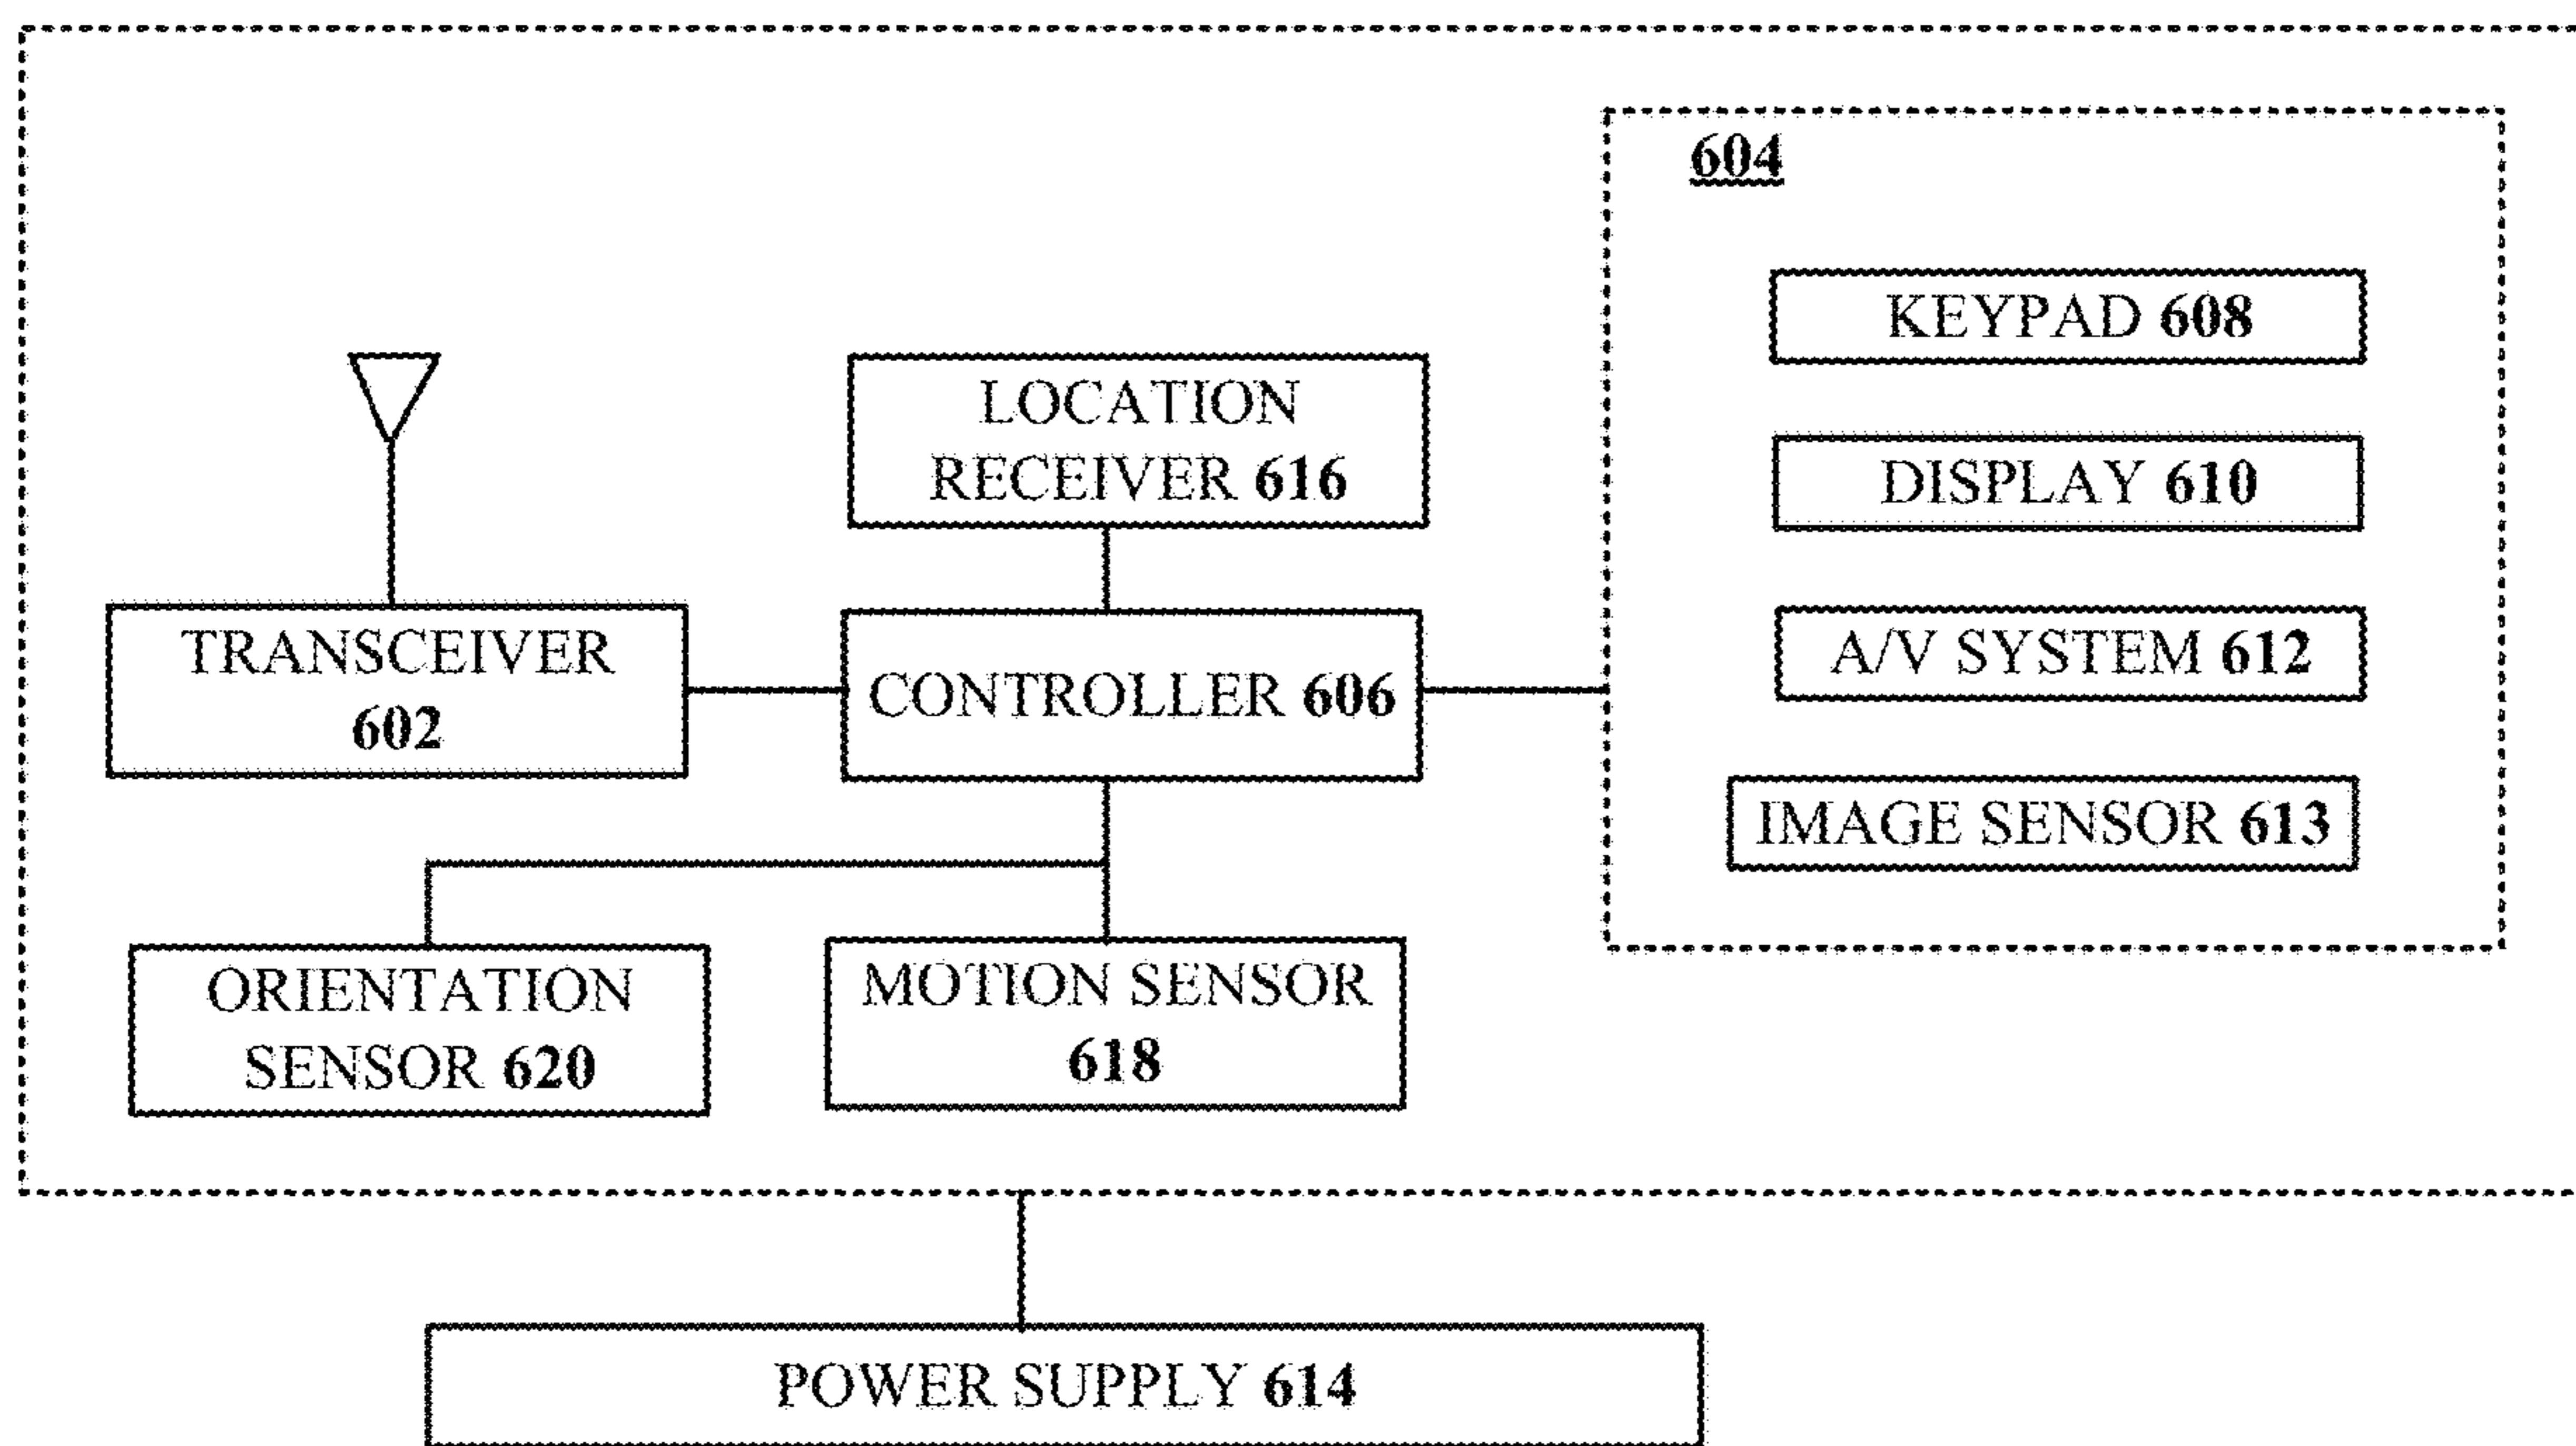 604
KEYPAD 608
LOCATION
RECEIVER 616
DISPLAY 610
TRANSCEIVER
602
CONTROLLER 606
A/V SYSTEM 612
IMAGE SENSOR 613
ORIENTATION
SENSOR 620
MOTION SENSOR
618
POWER SUPPLY 614